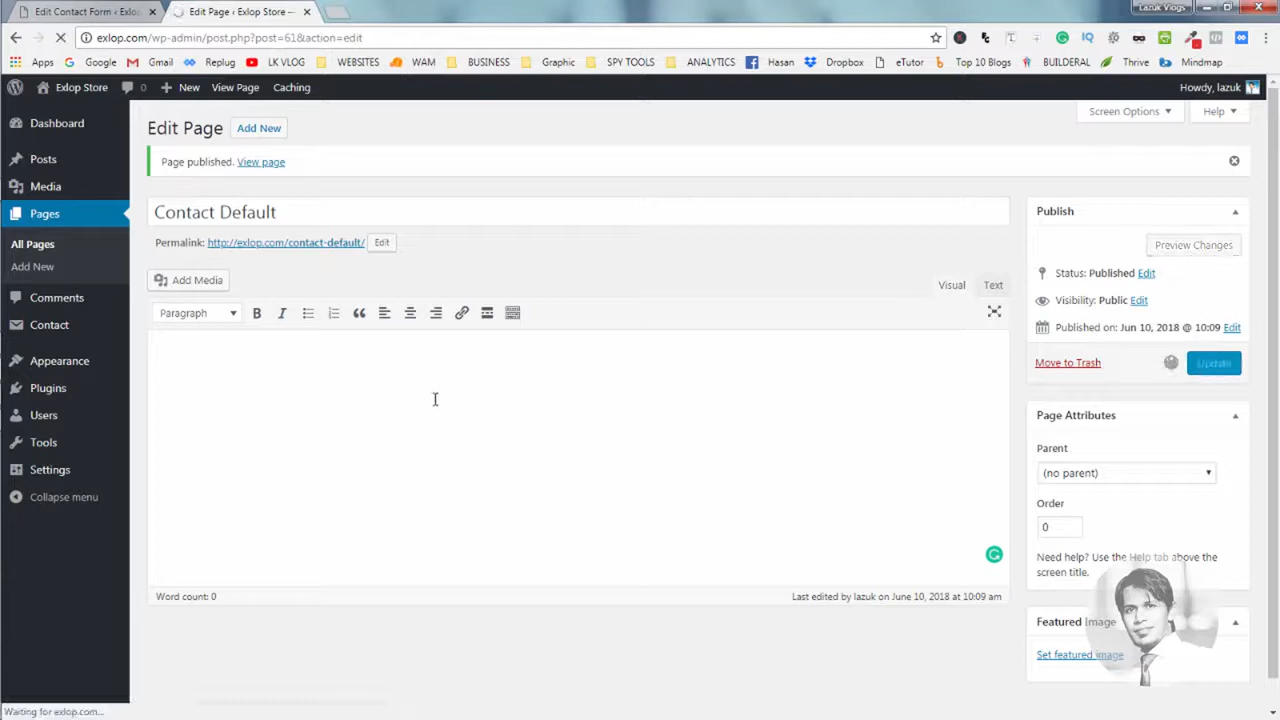 Lazuk Vlogs
Edit Contact Form ‹ Exlop
Edit Page ‹ Exlop Store —
exlop.com/wp-admin/post.php?post=61&action=edit
Apps Google Gmail Replug LK VLOG WEBSITES WAM BUSINESS Graphic SPY TOOLS ANALYTICS Hasan Dropbox eTutor Top 10 Blogs BUILDERAL Thrive Mindmap
Exlop Store 0 New View Page Caching Howdy, lazuk
Screen Options Help
Dashboard
Posts
Media
Pages
All Pages
Add New
Comments
Contact
Appearance
Plugins
Users
Tools
Settings
Collapse menu
Edit Page Add New
Page published. View page
Contact Default
Permalink: http://exlop.com/contact-default/ Edit
Add Media
Visual Text
Paragraph B I
Word count: 0
Last edited by lazuk on June 10, 2018 at 10:09 am
Publish
Preview Changes
Status: Published Edit
Visibility: Public Edit
Published on: Jun 10, 2018 @ 10:09 Edit
Move to Trash Update
Page Attributes
Parent
(no parent)
Order
0
Need help? Use the Help tab above the
screen title.
Featured Image
Set featured image
Waiting for exlop.com...